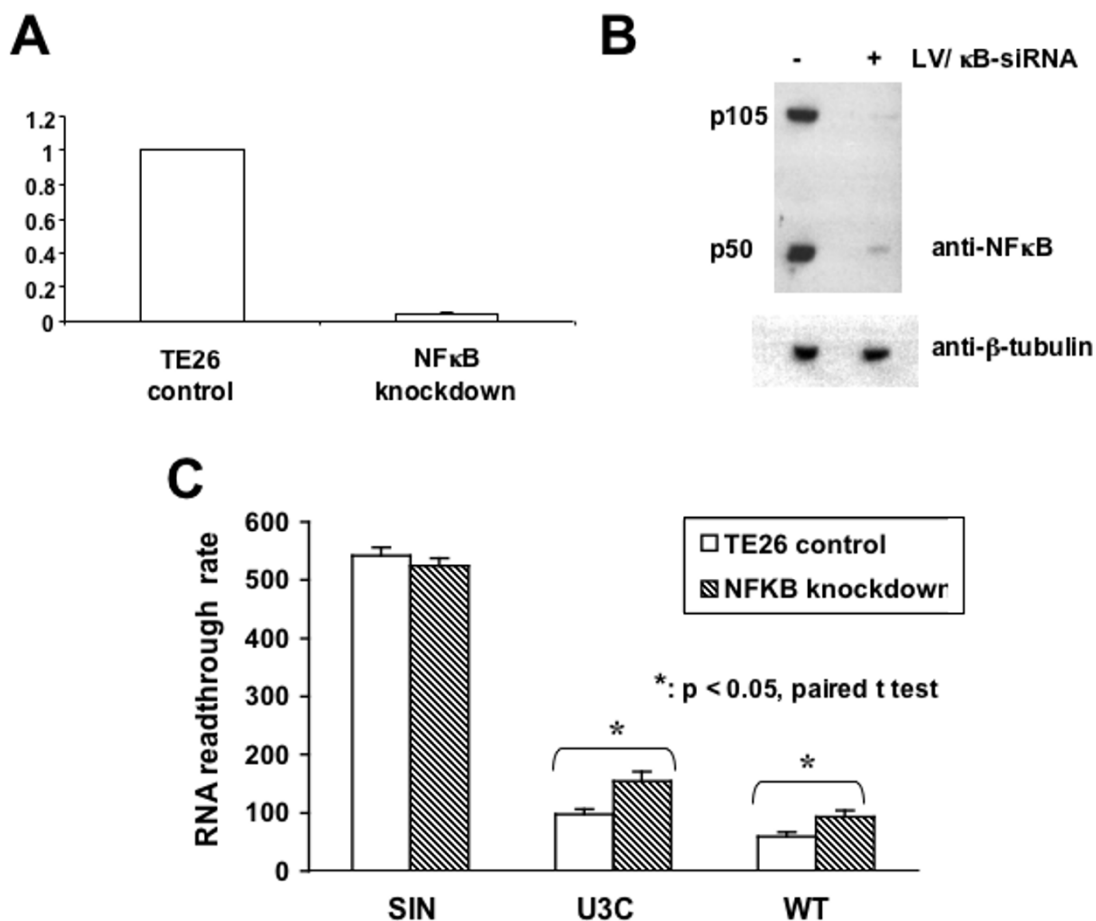 A
1.2
1
0.8
0.6
0.4
0.2
0
TE26
control
NFκB
knockdown
B
- + LV/ κB-siRNA
p105
p50
anti-NFκB
anti-β-tubulin
C
RNA readthrough rate
600
500
400
300
200
100
0
TE26 control
NFKB knockdown
*: p < 0.05, paired t test
*
*
SIN
U3C
WT